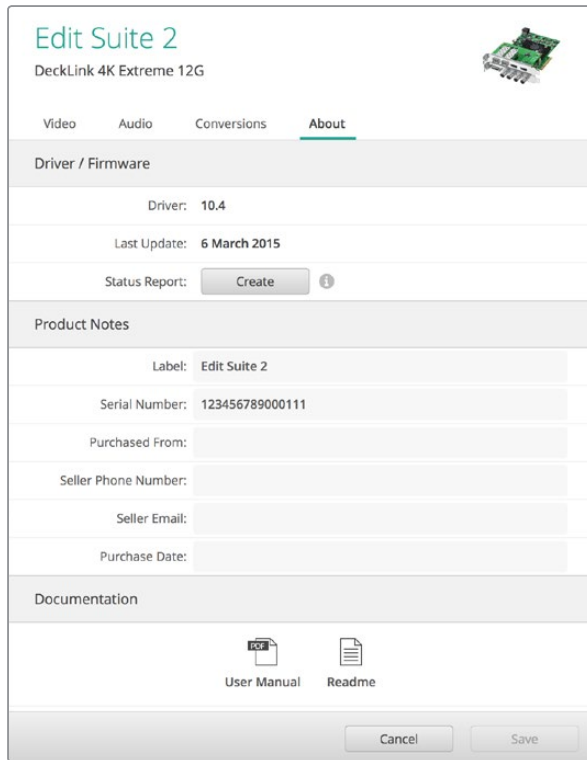 Edit Suite 2
DeckLink 4K Extreme 12G
Video Audio Conversions About
Driver / Firmware
Driver: 10.4
Last Update: 6 March 2015
Status Report: Create
Product Notes
Label: Edit Suite 2
Serial Number: 123456789000111
Purchased From:
Seller Phone Number:
Seller Email:
Purchase Date:
Documentation
PDF
User Manual Readme
Cancel Save